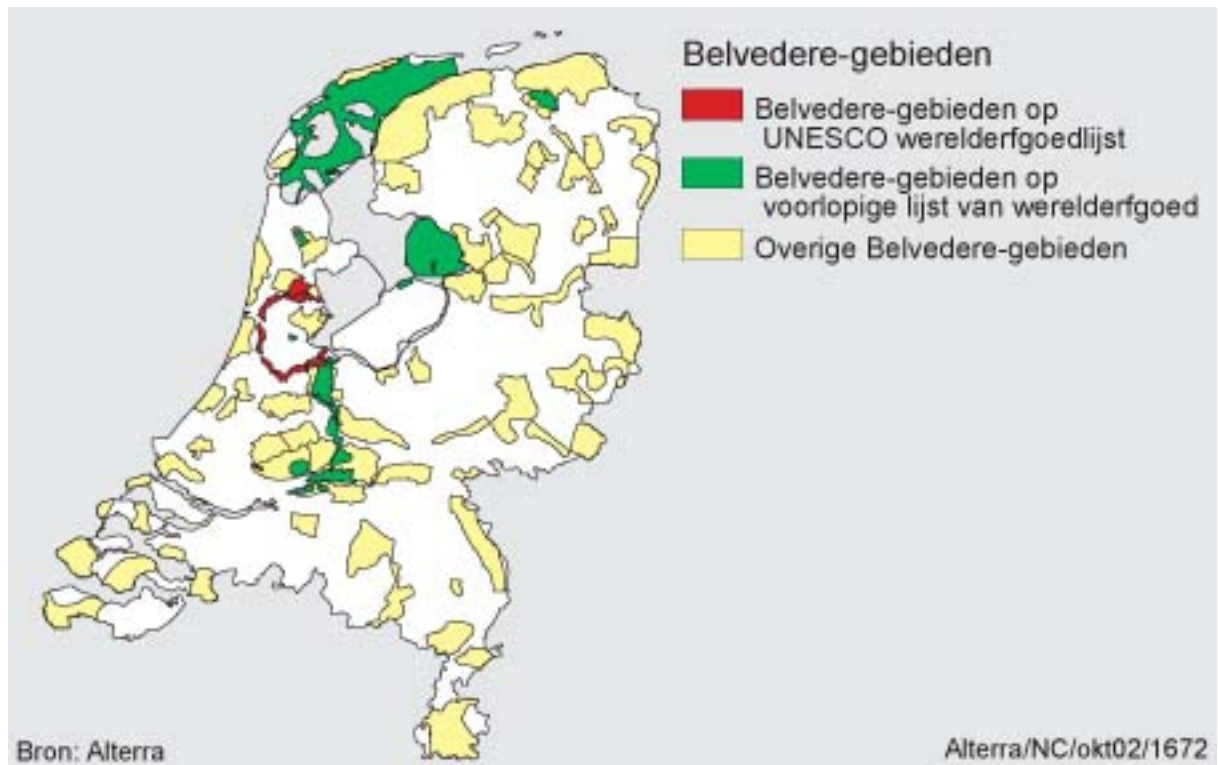 Belvedere-gebieden
Belvedere-gebieden op
UNESCO werelderfgoedlijst
Belvedere-gebieden op
voorlopige lijst van werelderfgoed
Overige Belvedere-gebieden
Bron: Alterra
Alterra/NC/okt02/1672